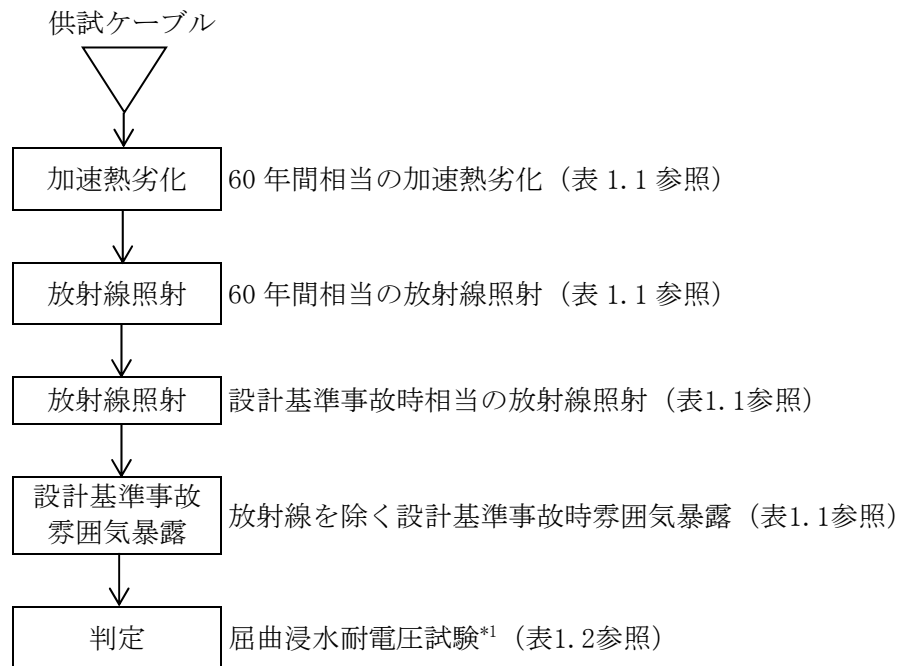 供試ケーブル
加速熱劣化 60 年間相当の加速熱劣化（表 1.1 参照）
放射線照射 60 年間相当の放射線照射（表 1.1 参照）
放射線照射 設計基準事故時相当の放射線照射（表1.1参照）
設計基準事故
雰囲気暴露
放射線を除く設計基準事故時雰囲気暴露（表1.1参照）
判定 屈曲浸水耐電圧試験*1（表1.2参照）